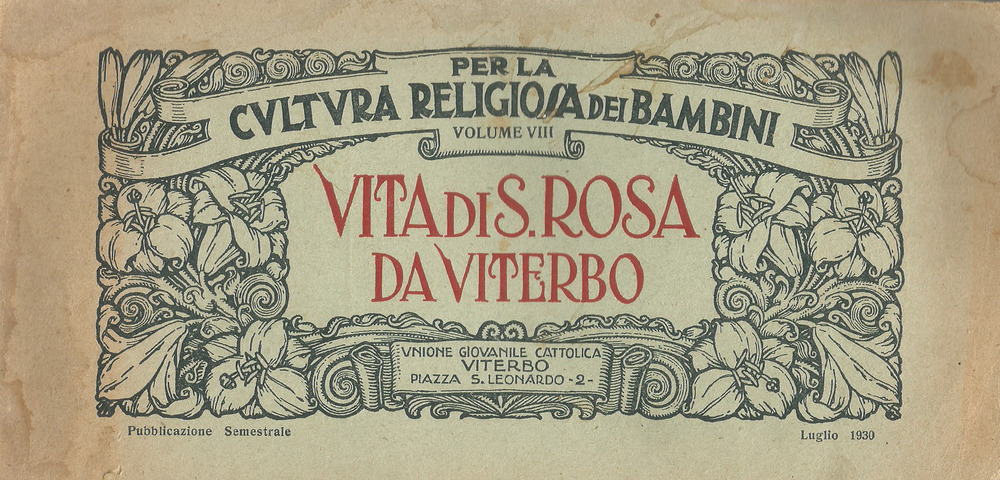 PER LA
CVLTVRA RELIGIOSA DEI BAMBINI
VOLUME VIII
VITA DI S. ROSA
DA VITERBO
VNIONE GIOVANILE CATTOLICA
VITERBO
PIAZZA S. LEONARDO - 2 -
Pubblicazione Semestrale
Luglio 1930